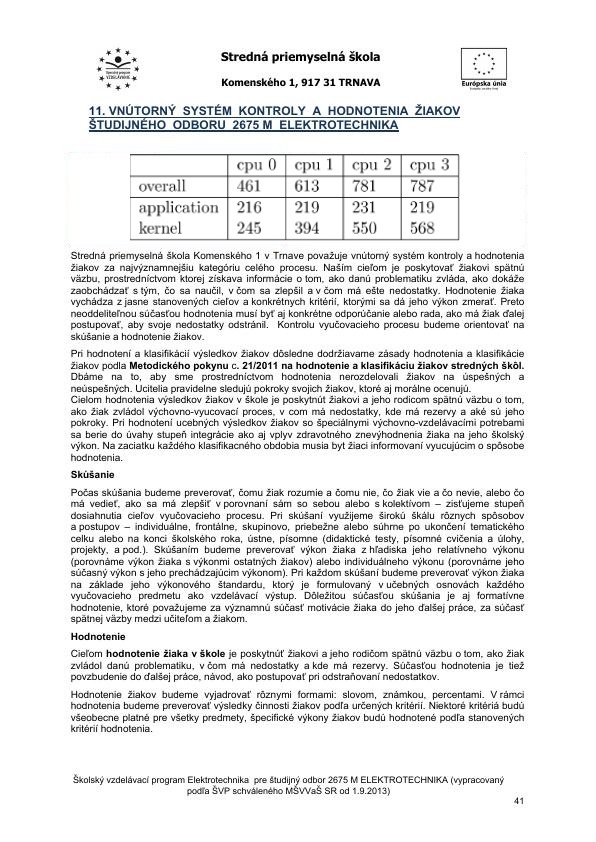 Stredná priemyselná škola
Komenského 1, 917 31 TRNAVA
Európska únia
11. VNÚTORNÝ SYSTÉM KONTROLY A HODNOTENIA ŽIAKOV
ŠTUDIJNÉHO ODBORU 2675 M ELEKTROTECHNIKA
cpu 0 cpu 1 cpu 2 cpu 3
overall 461 613 781 787
application 216 219 231 219
kernel 245 394 550 568
Stredná priemyselná škola Komenského 1 v Trnave považuje vnútorný systém kontroly a hodnotenia
žiakov za najvýznamnejšiu kategóriu celého procesu. Naším cieľom je poskytovať žiakovi spätnú
väzbu, prostredníctvom ktorej získava informácie o tom, ako danú problematiku zvláda, ako dokáže
zaobchádzať s tým, čo sa naučil, v čom sa zlepšil a v čom má ešte nedostatky. Hodnotenie žiaka
vychádza z jasne stanovených cieľov a konkrétnych kritérií, ktorými sa dá jeho výkon zmerať. Preto
neoddeliteľnou súčasťou hodnotenia musí byť aj konkrétne odporúčanie alebo rada, ako má žiak ďalej
postupovať, aby svoje nedostatky odstránil. Kontrolu vyučovacieho procesu budeme orientovať na
skúšanie a hodnotenie žiakov.
Pri hodnotení a klasifikácií výsledkov žiakov dôsledne dodržiavame zásady hodnotenia a klasifikácie
žiakov podla Metodického pokynu c. 21/2011 na hodnotenie a klasifikáciu žiakov stredných škôl.
Dbáme na to, aby sme prostredníctvom hodnotenia nerozdelovali žiakov na úspešných a
neúspešných. Ucitelia pravidelne sledujú pokroky svojich žiakov, ktoré aj morálne ocenujú.
Cielom hodnotenia výsledkov žiakov v škole je poskytnút žiakovi a jeho rodicom spätnú väzbu o tom,
ako žiak zvládol výchovno-vyucovací proces, v com má nedostatky, kde má rezervy a aké sú jeho
pokroky. Pri hodnotení ucebných výsledkov žiakov so špeciálnymi výchovno-vzdelávacími potrebami
sa berie do úvahy stupeň integrácie ako aj vplyv zdravotného znevýhodnenia žiaka na jeho školský
výkon. Na zaciatku každého klasifikacného obdobia musia byt žiaci informovaní vyucujúcim o spôsobe
hodnotenia.
Skúšanie
Počas skúšania budeme preverovať, čomu žiak rozumie a čomu nie, čo žiak vie a čo nevie, alebo čo
má vedieť, ako sa má zlepšiť v porovnaní sám so sebou alebo s kolektívom – zisťujeme stupeň
dosiahnutia cieľov vyučovacieho procesu. Pri skúšaní využijeme širokú škálu rôznych spôsobov
a postupov – individuálne, frontálne, skupinovo, priebežne alebo súhrne po ukončení tematického
celku alebo na konci školského roka, ústne, písomne (didaktické testy, písomné cvičenia a úlohy,
projekty, a pod.). Skúšaním budeme preverovať výkon žiaka z hľadiska jeho relatívneho výkonu
(porovnáme výkon žiaka s výkonmi ostatných žiakov) alebo individuálneho výkonu (porovnáme jeho
súčasný výkon s jeho prechádzajúcim výkonom). Pri každom skúšaní budeme preverovať výkon žiaka
na základe jeho výkonového štandardu, ktorý je formulovaný v učebných osnovách každého
vyučovacieho predmetu ako vzdelávací výstup. Dôležitou súčasťou skúšania je aj formatívne
hodnotenie, ktoré považujeme za významnú súčasť motivácie žiaka do jeho ďalšej práce, za súčasť
spätnej väzby medzi učiteľom a žiakom.
Hodnotenie
Cieľom hodnotenie žiaka v škole je poskytnúť žiakovi a jeho rodičom spätnú väzbu o tom, ako žiak
zvládol danú problematiku, v čom má nedostatky a kde má rezervy. Súčasťou hodnotenia je tiež
povzbudenie do ďalšej práce, návod, ako postupovať pri odstraňovaní nedostatkov.
Hodnotenie žiakov budeme vyjadrovať rôznymi formami: slovom, známkou, percentami. V rámci
hodnotenia budeme preverovať výsledky činnosti žiakov podľa určených kritérií. Niektoré kritériá budú
všeobecne platné pre všetky predmety, špecifické výkony žiakov budú hodnotené podľa stanovených
kritérií hodnotenia.
Školský vzdelávací program Elektrotechnika pre študijný odbor 2675 M ELEKTROTECHNIKA (vypracovaný
podľa ŠVP schváleného MŠVVaŠ SR od 1.9.2013)
41